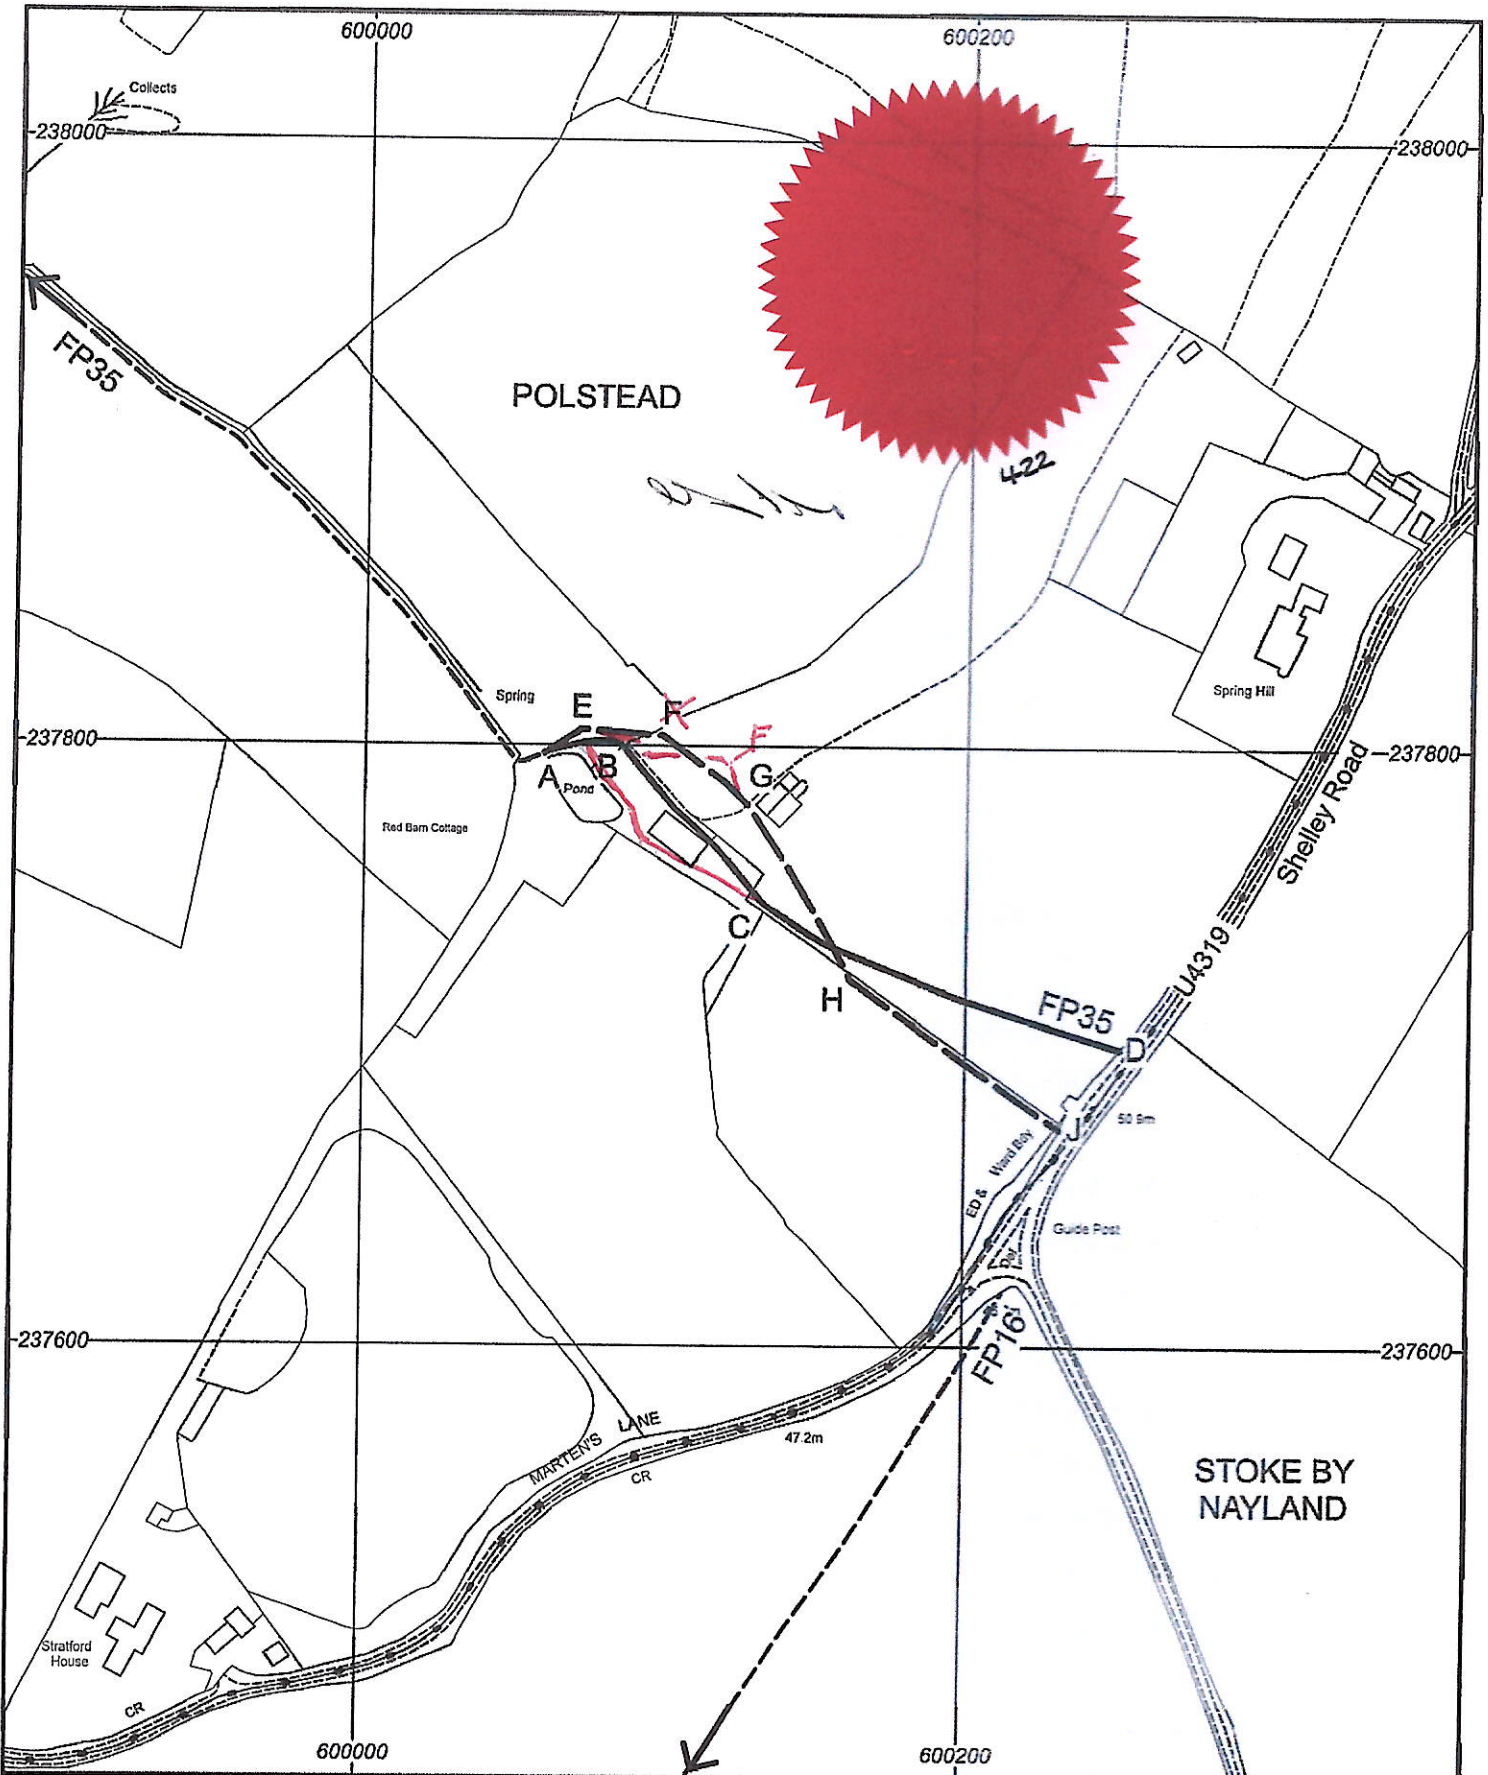 600000
600200
Collects
238000
238000
FP35
POLSTEAD
422
Spring
Spring Hill
E
F
F
237800
237800
A
B
G
Pond
Red Barn Cottage
Shelley Road
C
U4319
H
FP35
D
50.9m
J
Ward Bdy
ED &
Guide Post
Def
237600
237600
FP16
MARTEN'S LANE
47.2m
CR
STOKE BY
NAYLAND
Stratford
House
CR
600000
600200